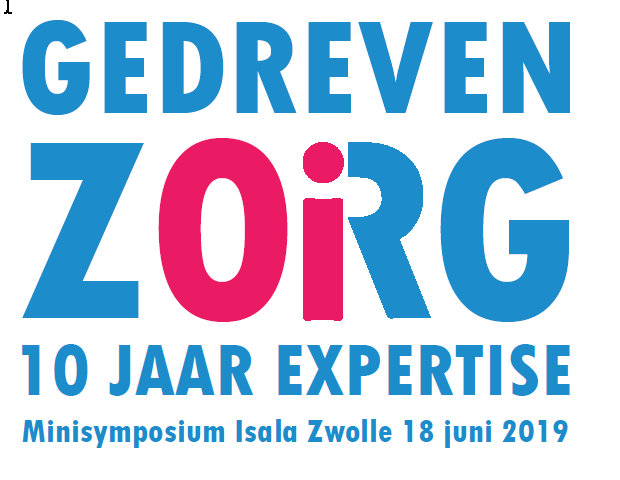 GEDREVEN
ZOiRG
10 JAAR EXPERTISE
Minisymposium Isala Zwolle 18 juni 2019